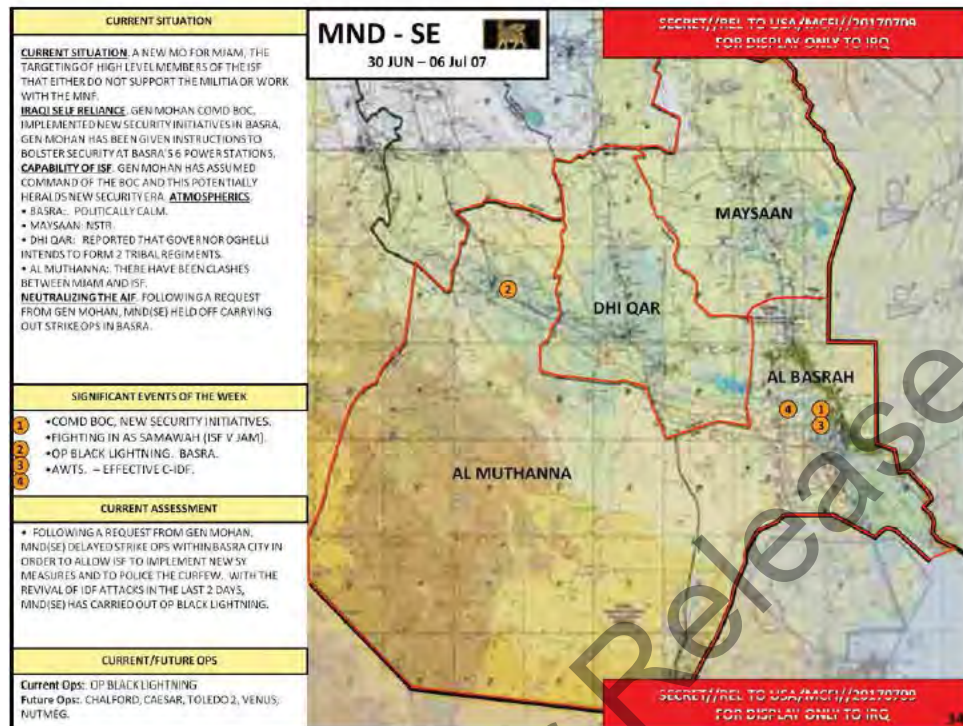 CURRENT SITUATION
CURRENT SITUATION. A NEW MO FOR MJAM, THE
TARGETING OF HIGH LEVEL MEMBERS OF THE ISF
THAT EITHER DO NOT SUPPORT THE MILITIA OR WORK
WITH THE MNF.
IRAQI SELF RELIANCE. GEN MOHAN COMD BOC,
IMPLEMENTED NEW SECURITY INITIATIVES IN BASRA,
GEN MOHAN HAS BEEN GIVEN INSTRUCTIONS TO
BOLSTER SECURITY AT BASRA'S 6 POWER STATIONS.
CAPABILITY OF ISF. GEN MOHAN HAS ASSUMED
COMMAND OF THE BOC AND THIS POTENTIALLY
HERALDS NEW SECURITY ERA. ATMOSPHERICS.
• BASRA:. POLITICALLY CALM.
• MAYSAAN: NSTR.
• DHI QAR: REPORTED THAT GOVERNOR OGHELLI
INTENDS TO FORM 2 TRIBAL REGIMENTS.
• AL MUTHANNA:. THERE HAVE BEEN CLASHES
BETWEEN MJAM AND ISF.
NEUTRALIZING THE AIF. FOLLOWING A REQUEST
FROM GEN MOHAN, MND(SE) HELD OFF CARRYING
OUT STRIKE OPS IN BASRA.
SIGNIFICANT EVENTS OF THE WEEK
1 •COMD BOC, NEW SECURITY INITIATIVES.
2 •FIGHTING IN AS SAMAWAH (ISF V JAM).
3 •OP BLACK LIGHTNING. BASRA.
4 •AWTS. – EFFECTIVE C-IDF.
CURRENT ASSESSMENT
• FOLLOWING A REQUEST FROM GEN MOHAN,
MND(SE) DELAYED STRIKE OPS WITHIN BASRA CITY IN
ORDER TO ALLOW ISF TO IMPLEMENT NEW SY
MEASURES AND TO POLICE THE CURFEW. WITH THE
REVIVAL OF IDF ATTACKS IN THE LAST 2 DAYS,
MND(SE) HAS CARRIED OUT OP BLACK LIGHTNING.
CURRENT/FUTURE OPS
Current Ops:. OP BLACK LIGHTNING
Future Ops:. CHALFORD, CAESAR, TOLEDO 2, VENUS,
NUTMEG.
MND - SE
30 JUN – 06 Jul 07
SECRET//REL TO USA/MCFI//20170709
FOR DISPLAY ONLY TO IRQ
MAYSAAN
2
DHI QAR
AL BASRAH
4
1
3
AL MUTHANNA
Release
SECRET//REL TO USA/MCFI//20170709
FOR DISPLAY ONLY TO IRQ